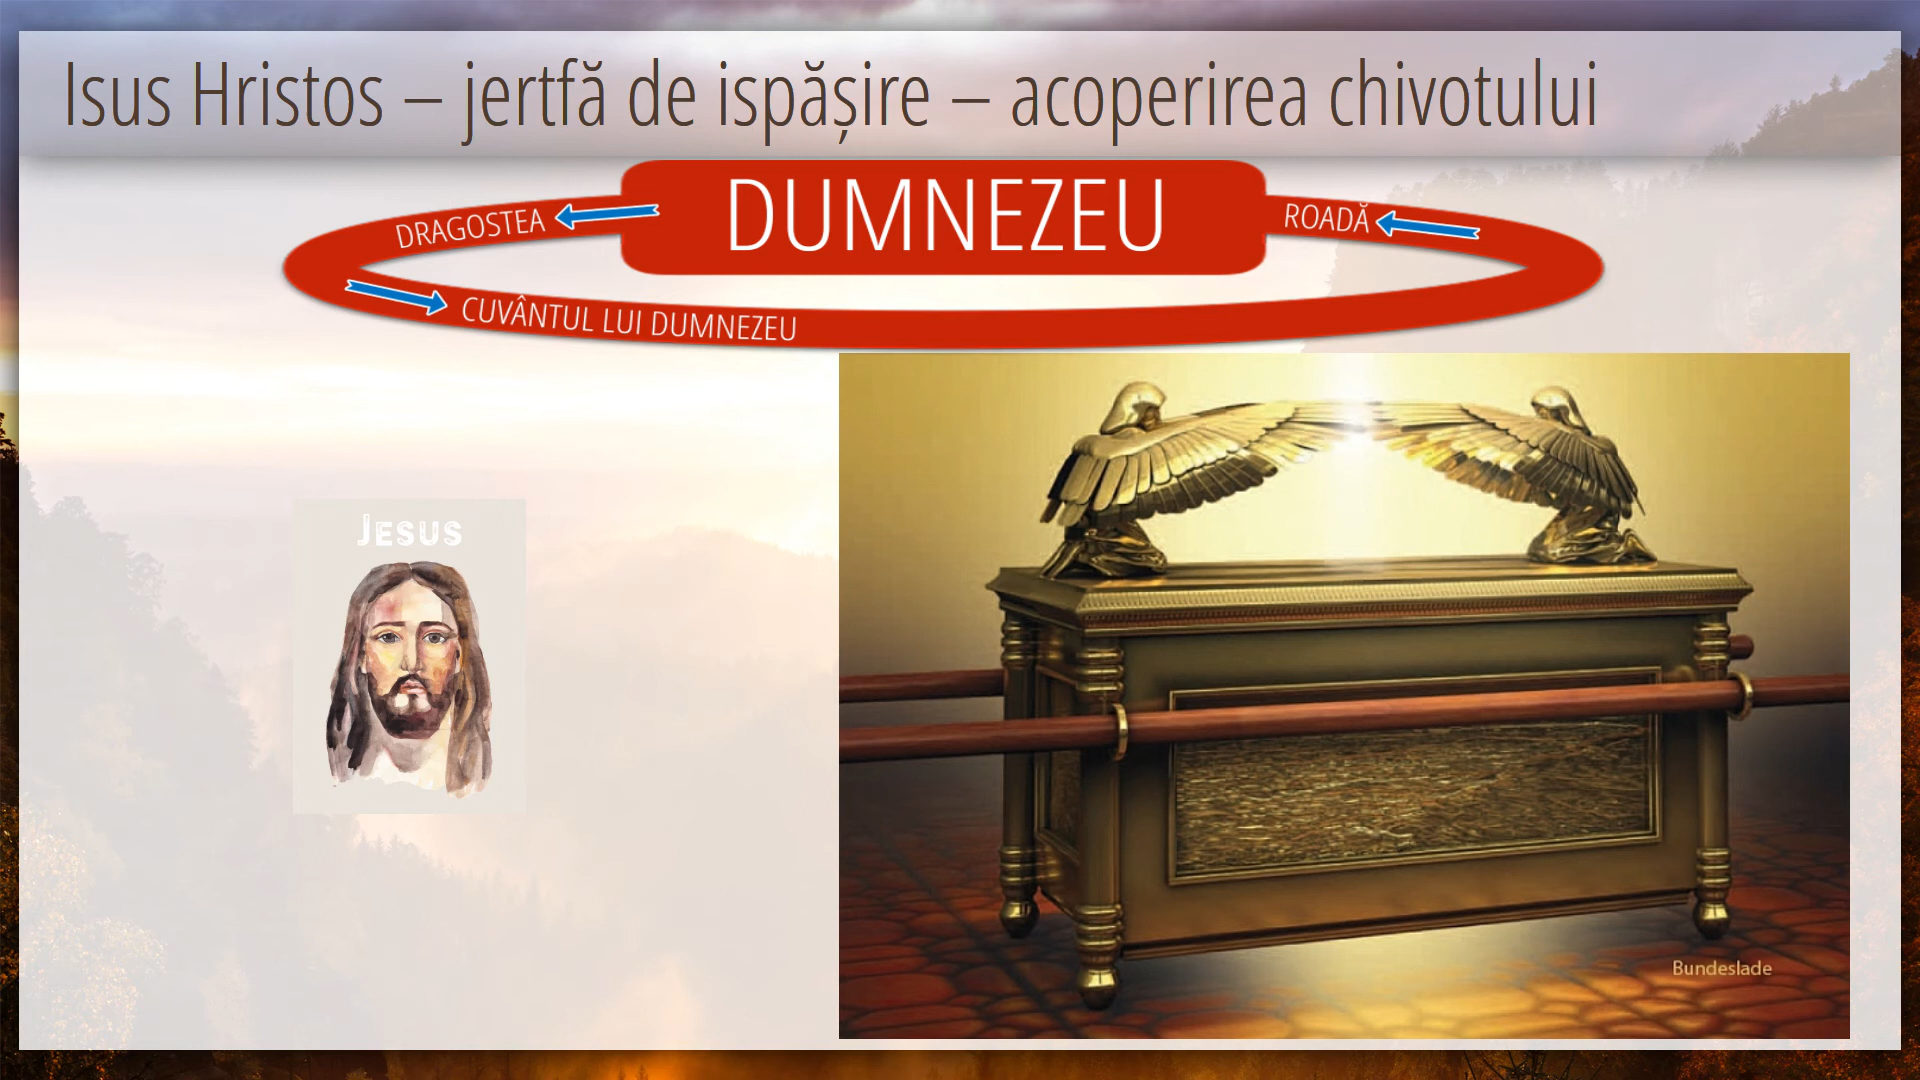 Isus Hristos – jertfă de ispășire – acoperirea chivotului
DUMNEZEU
DRAGOSTEA
ROADĂ
CUVÂNTUL LUI DUMNEZEU
Jesus
Bundeslade